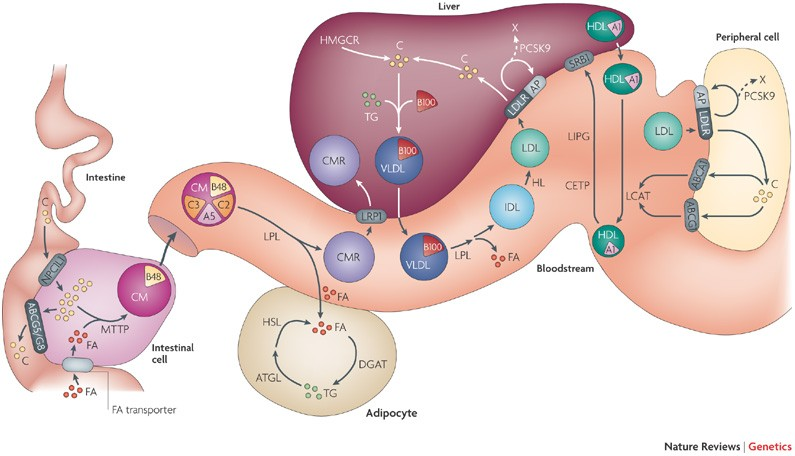 Liver
HMGCR
C
C
X
PCSK9
TG
B100
LDLR
AP
CMR
B100
VLDL
SRB1
HDL
A1
HDL
A1
Peripheral cell
X
AP
PCSK9
LDLR
LDL
LDL
LIPG
CETP
LCAT
ABCA1
ABCG1
C
HDL
A1
Bloodstream
HL
IDL
LRP1
CMR
B100
VLDL
LPL
FA
Intestine
C
NPC1L1
CM
B48
C3
C2
A5
LPL
CM
B48
MTTP
ABCG5/G8
C
FA
FA
FA transporter
Intestinal
cell
FA
FA
HSL
DGAT
ATGL
TG
Adipocyte
Nature Reviews | Genetics